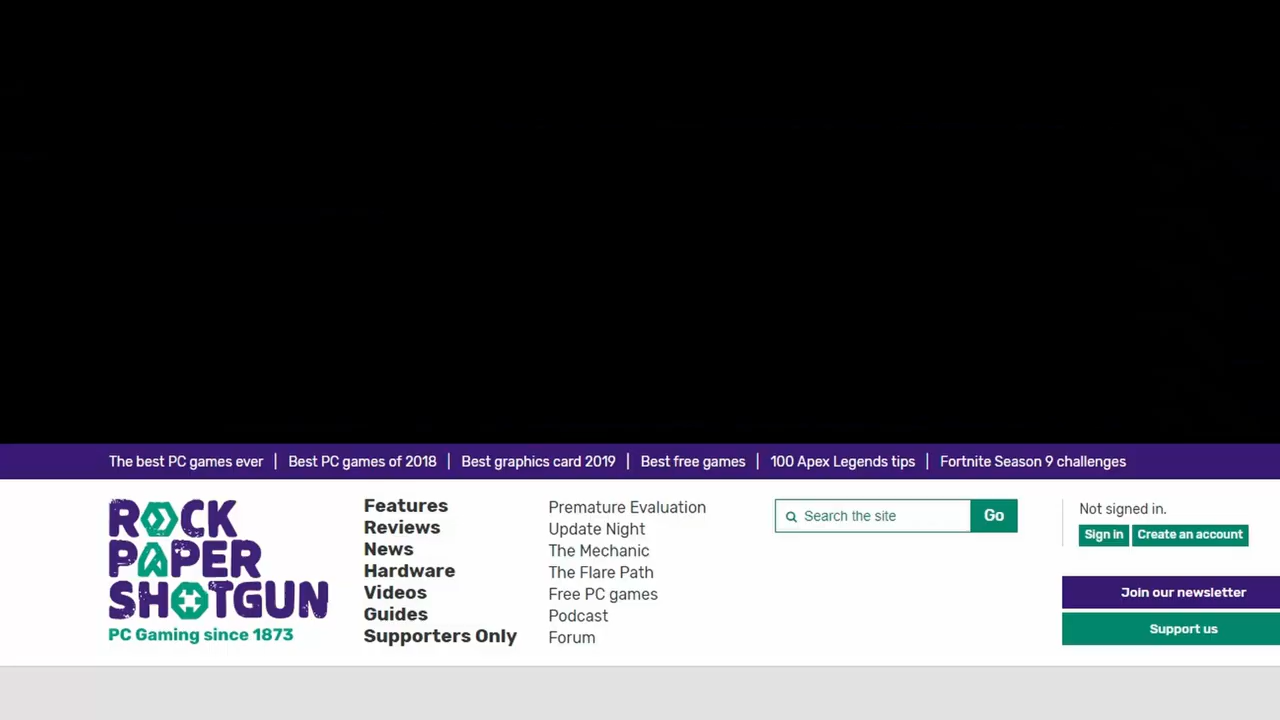 The best PC games ever | Best PC games of 2018 | Best graphics card 2019 | Best free games | 100 Apex Legends tips | Fortnite Season 9 challenges
ROCK
PAPER
SHOTGUN
PC Gaming since 1873
Features
Reviews
News
Hardware
Videos
Guides
Supporters Only
Premature Evaluation
Update Night
The Mechanic
The Flare Path
Free PC games
Podcast
Forum
Search the site
Go
Not signed in.
Sign in
Create an account
Join our newsletter
Support us